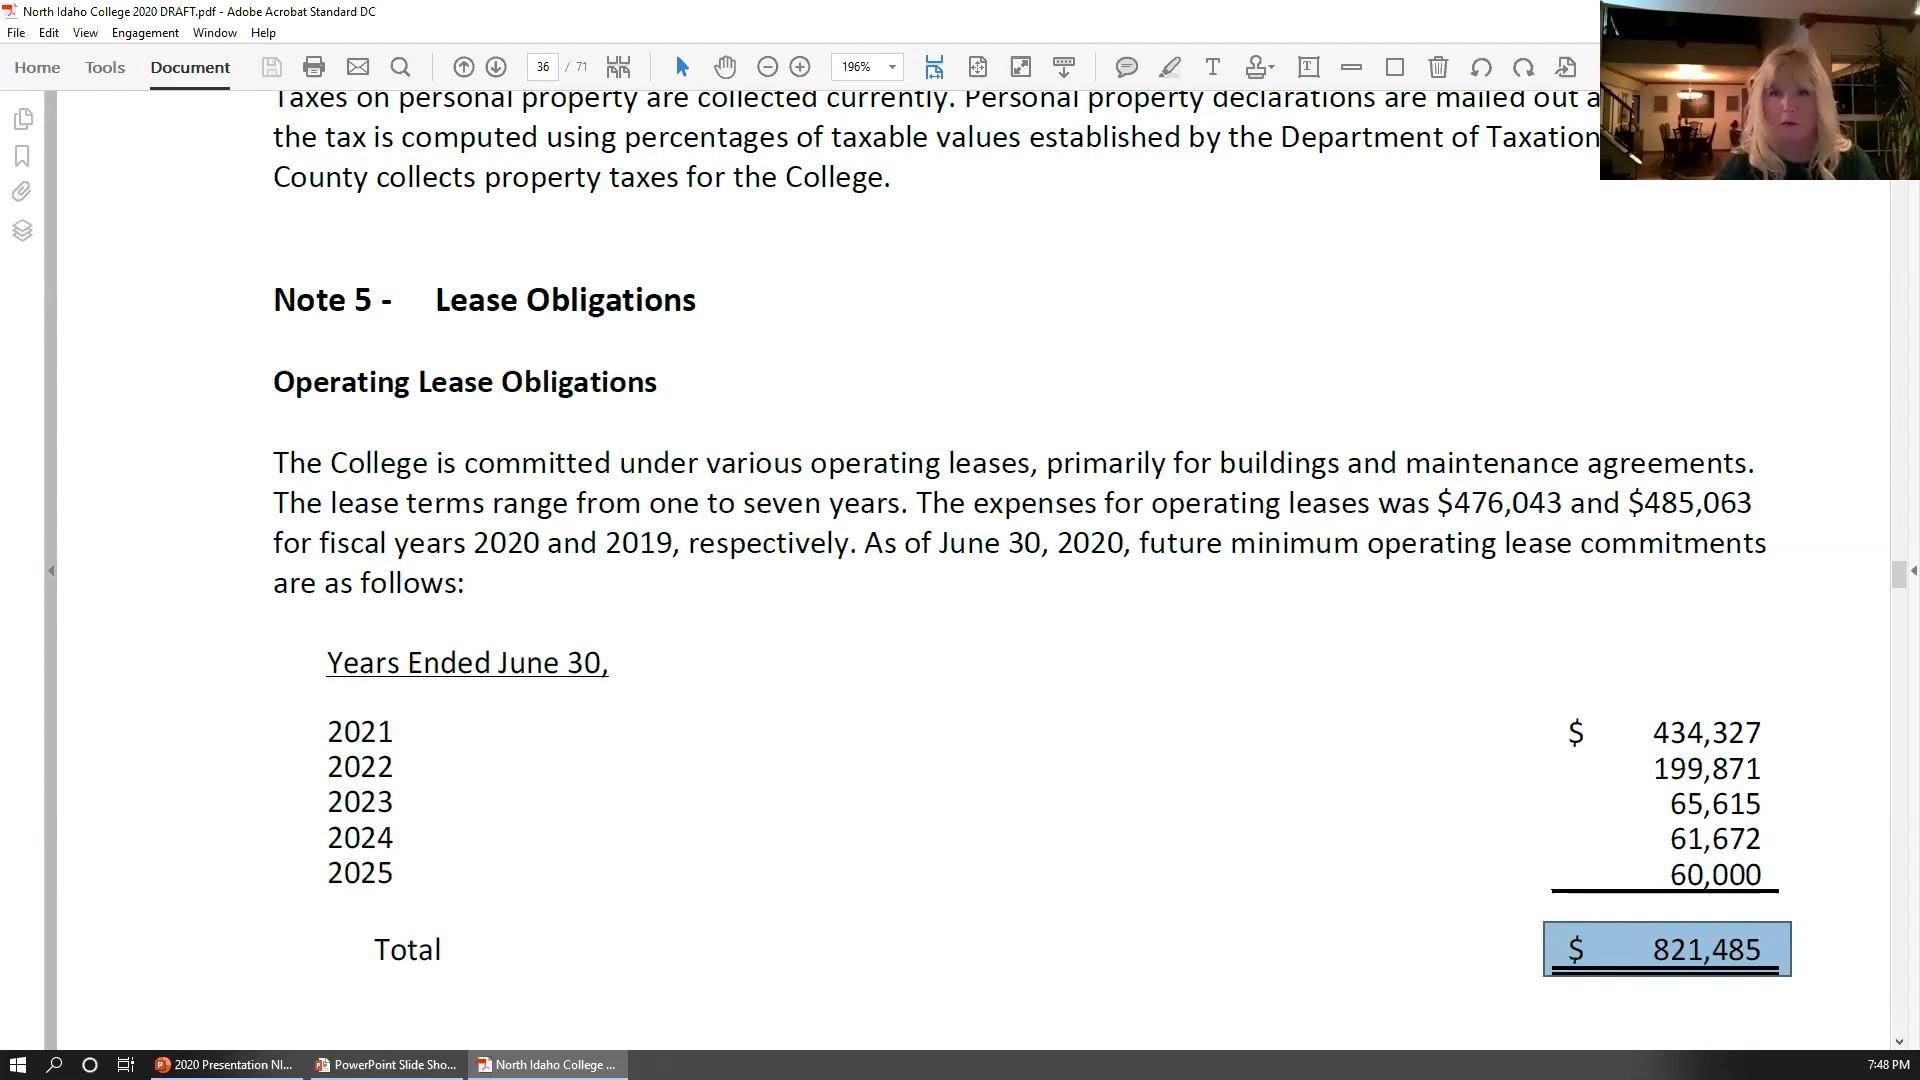 North Idaho College 2020 DRAFT.pdf - Adobe Acrobat Standard DC
File Edit View Engagement Window Help
Home Tools Document 36 / 71 196%
Taxes on personal property are collected currently. Personal property declarations are mailed out a
the tax is computed using percentages of taxable values established by the Department of Taxation
County collects property taxes for the College.
Note 5 - Lease Obligations
Operating Lease Obligations
The College is committed under various operating leases, primarily for buildings and maintenance agreements.
The lease terms range from one to seven years. The expenses for operating leases was $476,043 and $485,063
for fiscal years 2020 and 2019, respectively. As of June 30, 2020, future minimum operating lease commitments
are as follows:
Years Ended June 30,
2021 $ 434,327
2022 199,871
2023 65,615
2024 61,672
2025 60,000
Total $ 821,485
2020 Presentation NI... PowerPoint Slide Sho... North Idaho College ... 7:48 PM